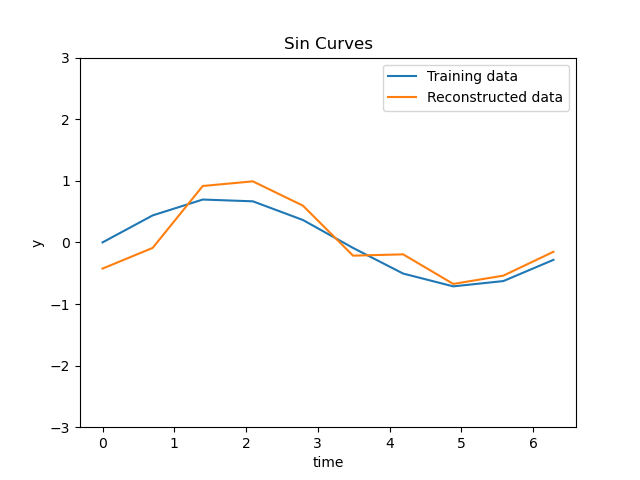 Sin Curves
Training data
Reconstructed data
3
2
1
0
−1
−2
−3
y
0 1 2 3 4 5 6
time